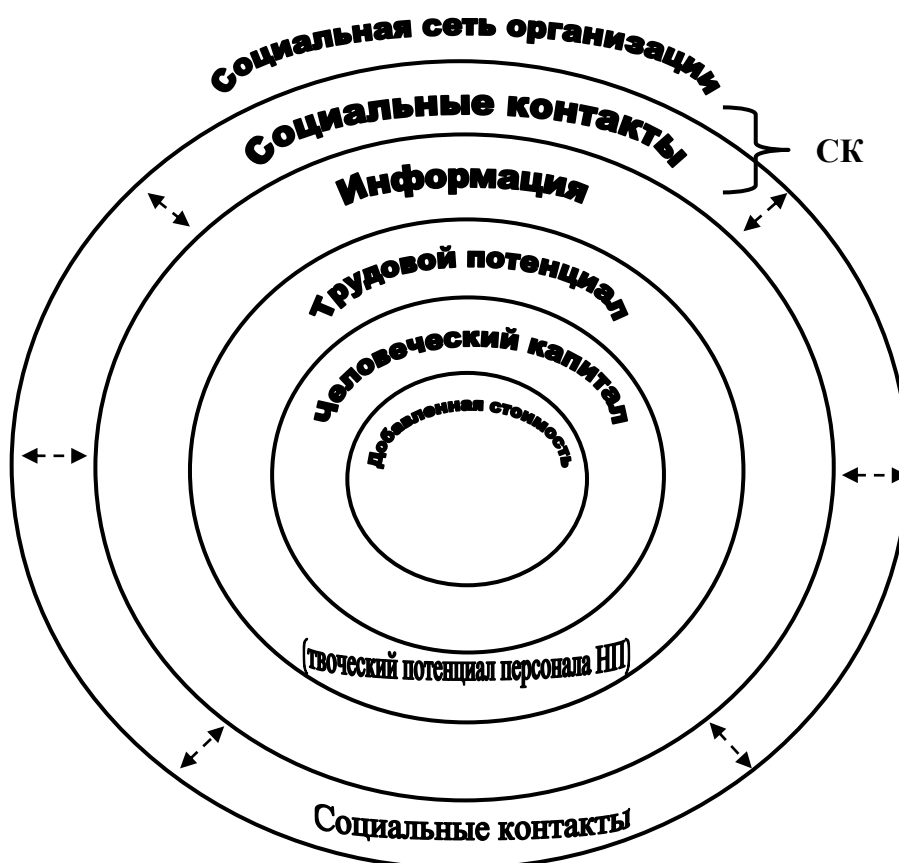 Социальная сеть организации
Социальные контакты
СК
Информация
Трудовой потенциал
Человеческий капитал
Добавленная стоимость
(твоческий потенциал персонала НП)
Социальные контакты